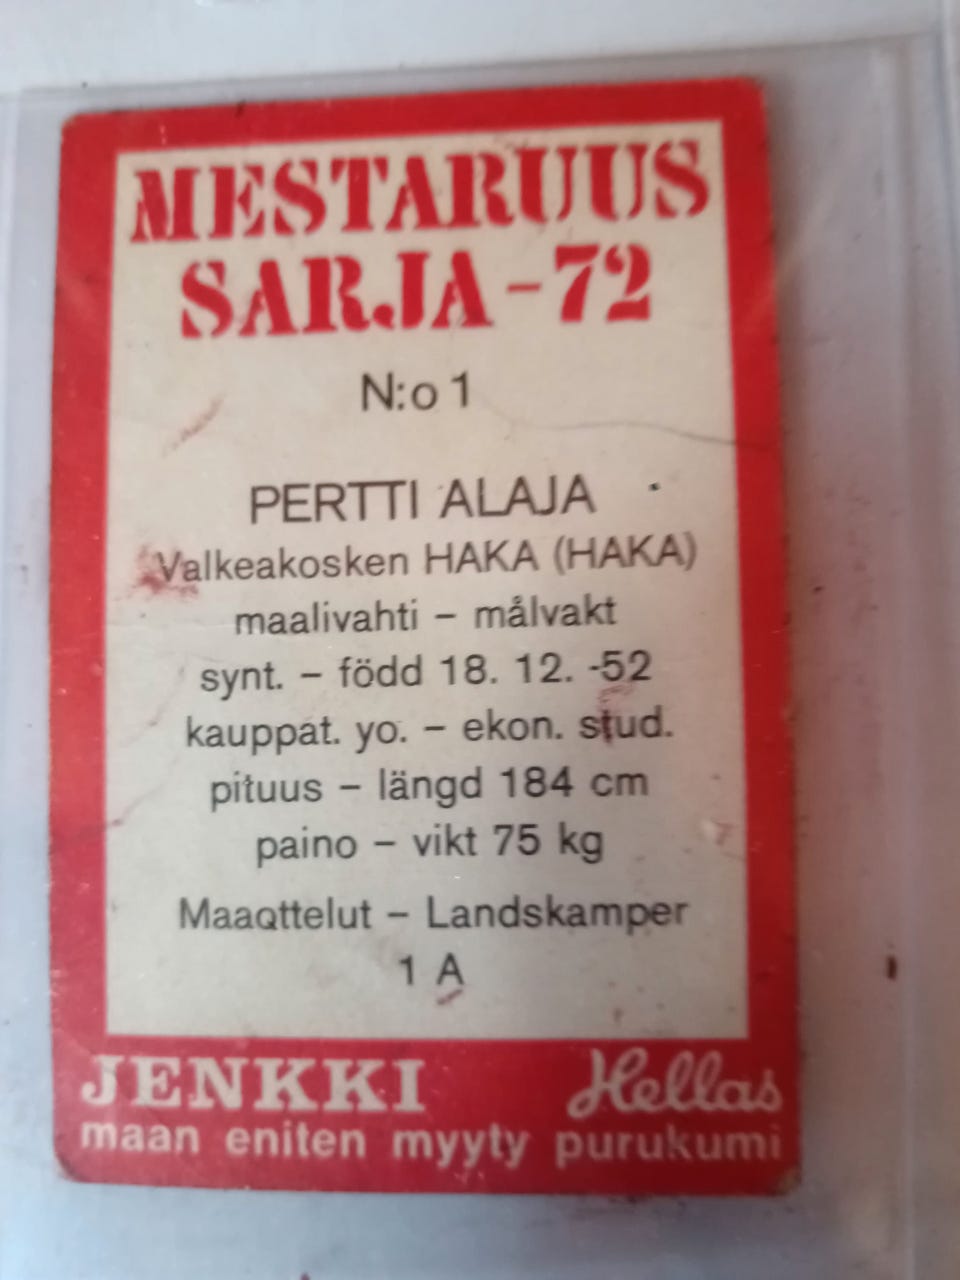 MESTARUUS
SARJA-72
N:o 1
PERTTI ALAJA
Valkeakosken HAKA (HAKA)
maalivahti – målvakt
synt. – född 18. 12. -52
kauppat. yo. – ekon. stud.
pituus – längd 184 cm
paino – vikt 75 kg
Maaottelut – Landskamper
1 A
JENKKI Hellas
maan eniten myyty purukumi